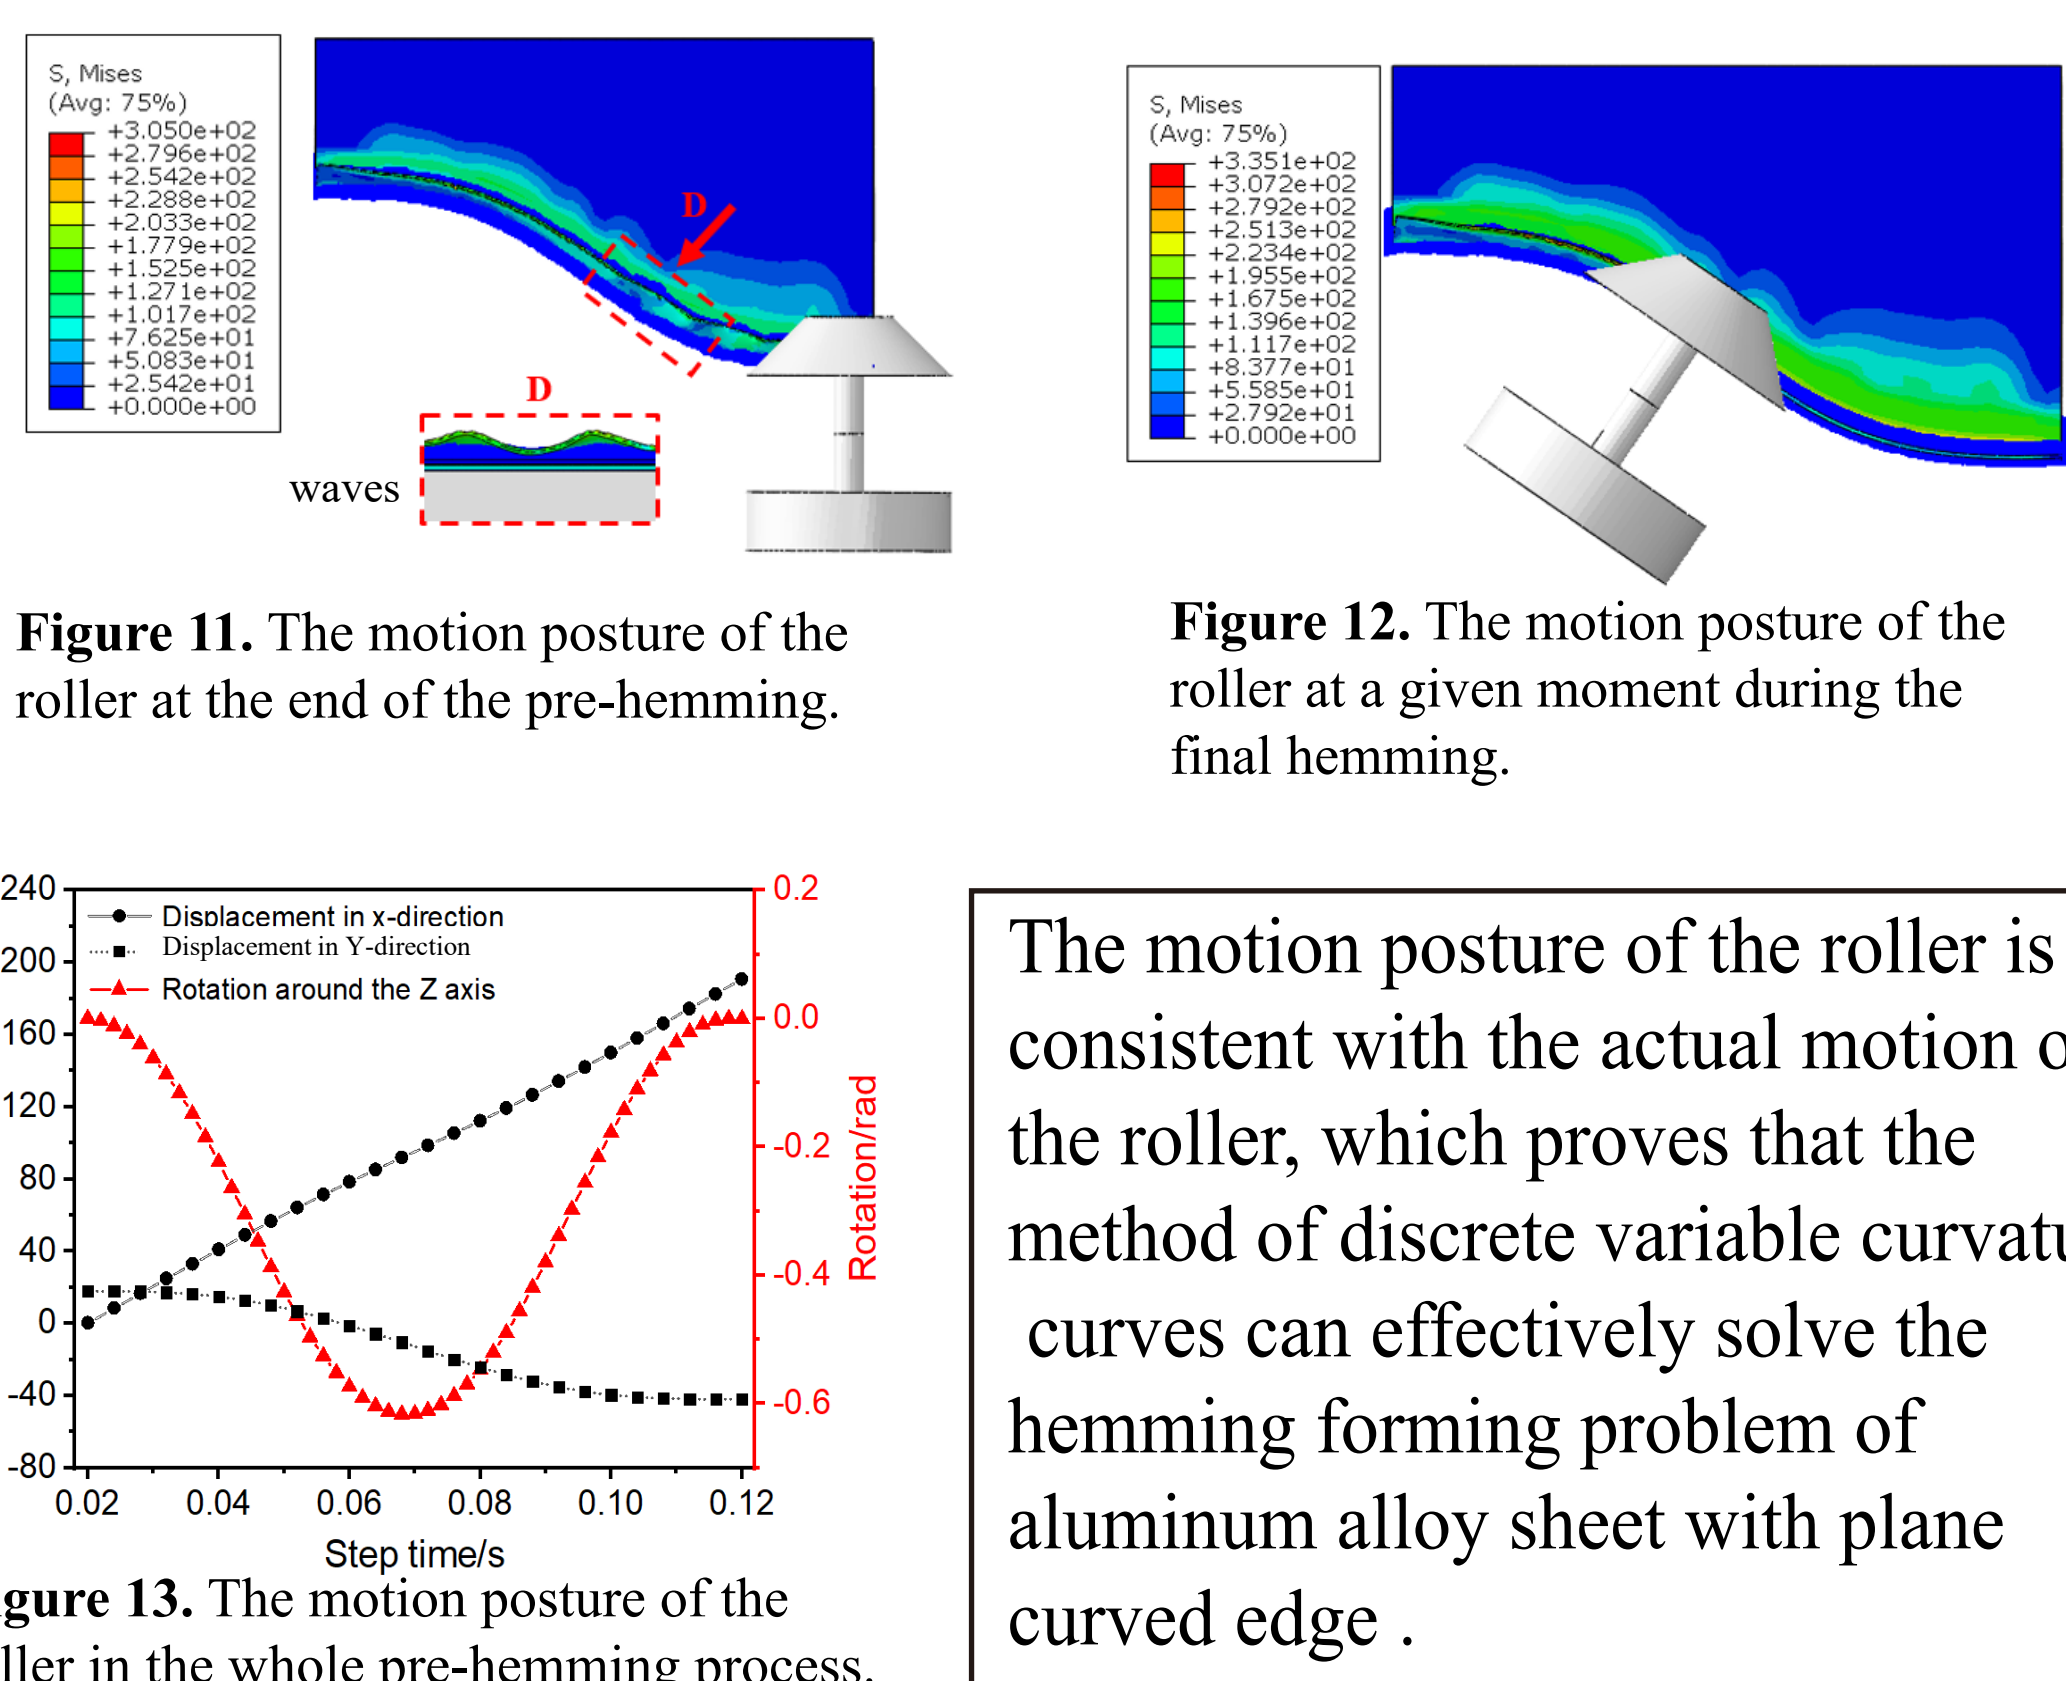 S, Mises
(Avg: 75%)
+3.050e+02
+2.796e+02
+2.542e+02
+2.288e+02
+2.033e+02
+1.779e+02
+1.525e+02
+1.271e+02
+1.017e+02
+7.625e+01
+5.083e+01
+2.542e+01
+0.000e+00
D
D
waves
Figure 11. The motion posture of the
roller at the end of the pre-hemming.
S, Mises
(Avg: 75%)
+3.351e+02
+3.072e+02
+2.792e+02
+2.513e+02
+2.234e+02
+1.955e+02
+1.675e+02
+1.396e+02
+1.117e+02
+8.377e+01
+5.585e+01
+2.792e+01
+0.000e+00
Figure 12. The motion posture of the
roller at a given moment during the
final hemming.
240
200
160
120
80
40
0
-40
-80
Displacement in x-direction
Displacement in Y-direction
Rotation around the Z axis
0.2
0.0
-0.2
-0.4
-0.6
Rotation/rad
0.02 0.04 0.06 0.08 0.10 0.12
Step time/s
gure 13. The motion posture of the
ller in the whole pre-hemming process.
The motion posture of the roller is
consistent with the actual motion o
the roller, which proves that the
method of discrete variable curvatu
curves can effectively solve the
hemming forming problem of
aluminum alloy sheet with plane
curved edge .